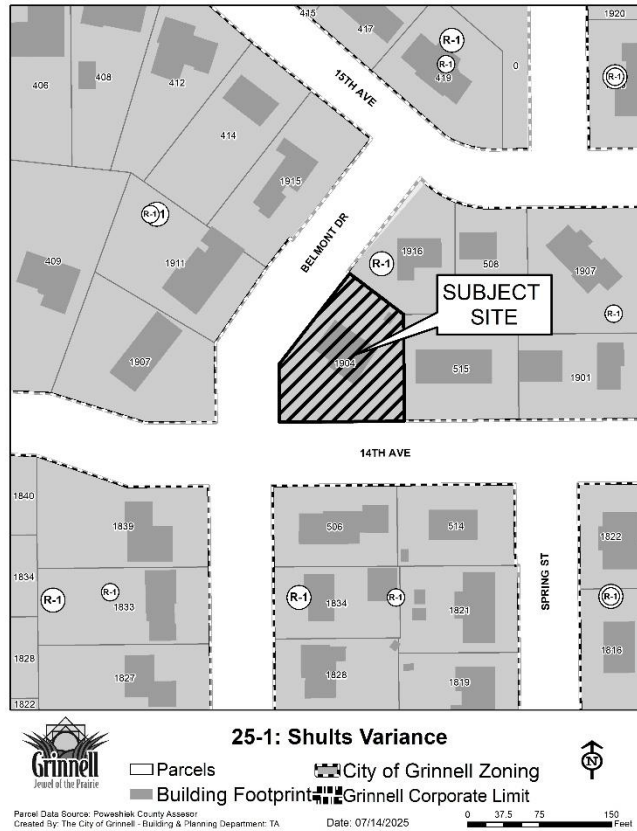 415
417
R-1
R-1
419
0
1920
406
408
412
15TH AVE
414
1915
R-1
1911
409
1907
BELMONT DR
1916
R-1
508
1907
R-1
SUBJECT
SITE
1904
515
1901
14TH AVE
1840
1839
506
514
1822
1834
R-1
R-1
1833
R-1
1834
R-1
1821
SPRING ST
R-1
1828
1827
1828
1819
1816
1822
Grinnell
Jewel of the Prairie
25-1: Shults Variance
Parcels
City of Grinnell Zoning
Building Footprint
Grinnell Corporate Limit
N
Parcel Data Source: Poweshiek County Assesor
Created By: The City of Grinnell - Building & Planning Department: TA
Date: 07/14/2025
0 37.5 75 150
Feet